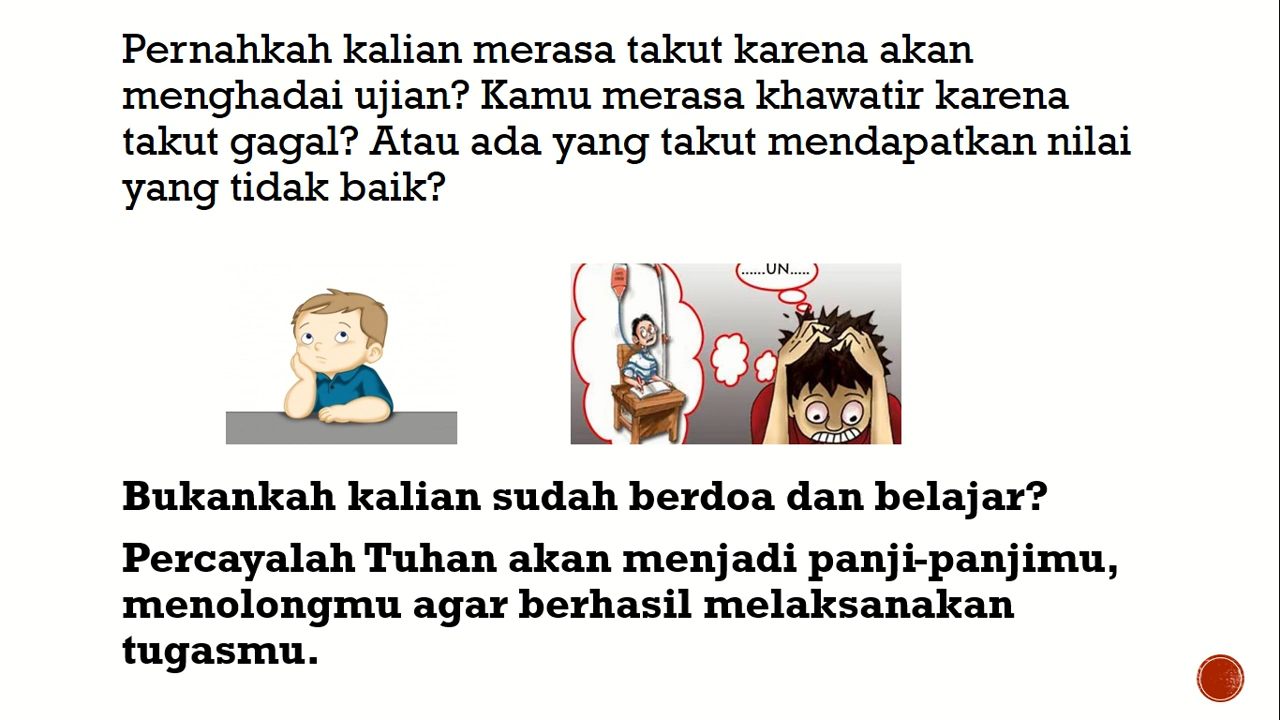 Pernahkah kalian merasa takut karena akan
menghadai ujian? Kamu merasa khawatir karena
takut gagal? Atau ada yang takut mendapatkan nilai
yang tidak baik?
......UN.....
Bukankah kalian sudah berdoa dan belajar?
Percayalah Tuhan akan menjadi panji-panjimu,
menolongmu agar berhasil melaksanakan
tugasmu.